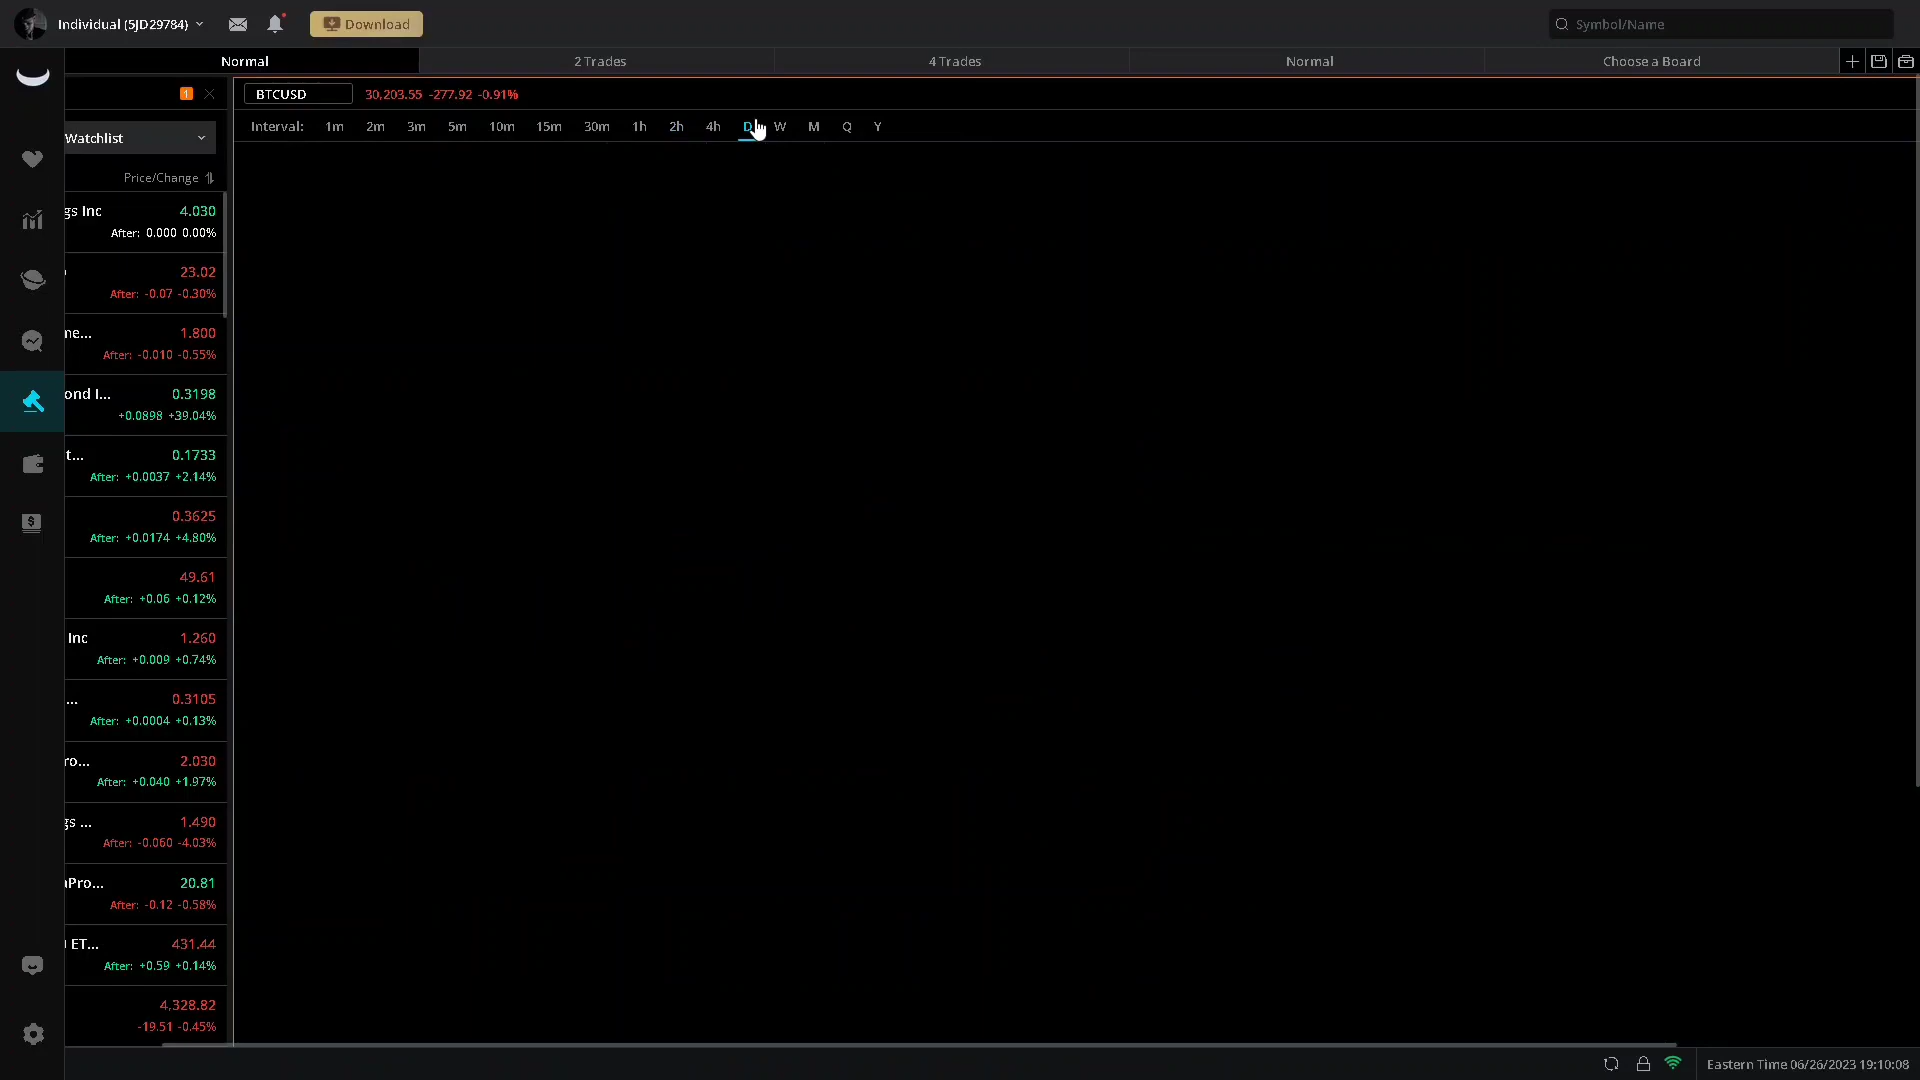 Individual (5JD29784)
Download
Symbol/Name
Normal
2 Trades
4 Trades
Normal
Choose a Board
1
BTCUSD
30,203.55 -277.92 -0.91%
Watchlist
Interval: 1m 2m 3m 5m 10m 15m 30m 1h 2h 4h D W M Q Y
Price/Change
gs Inc 4.030
After: 0.000 0.00%
23.02
After: -0.07 -0.30%
ne... 1.800
After: -0.010 -0.55%
ond I... 0.3198
+0.0898 +39.04%
t... 0.1733
After: +0.0037 +2.14%
0.3625
After: +0.0174 +4.80%
49.61
After: +0.06 +0.12%
Inc 1.260
After: +0.009 +0.74%
... 0.3105
After: +0.0004 +0.13%
ro... 2.030
After: +0.040 +1.97%
gs ... 1.490
After: -0.060 -4.03%
aPro... 20.81
After: -0.12 -0.58%
ET... 431.44
After: +0.59 +0.14%
4,328.82
-19.51 -0.45%
Eastern Time 06/26/2023 19:10:08